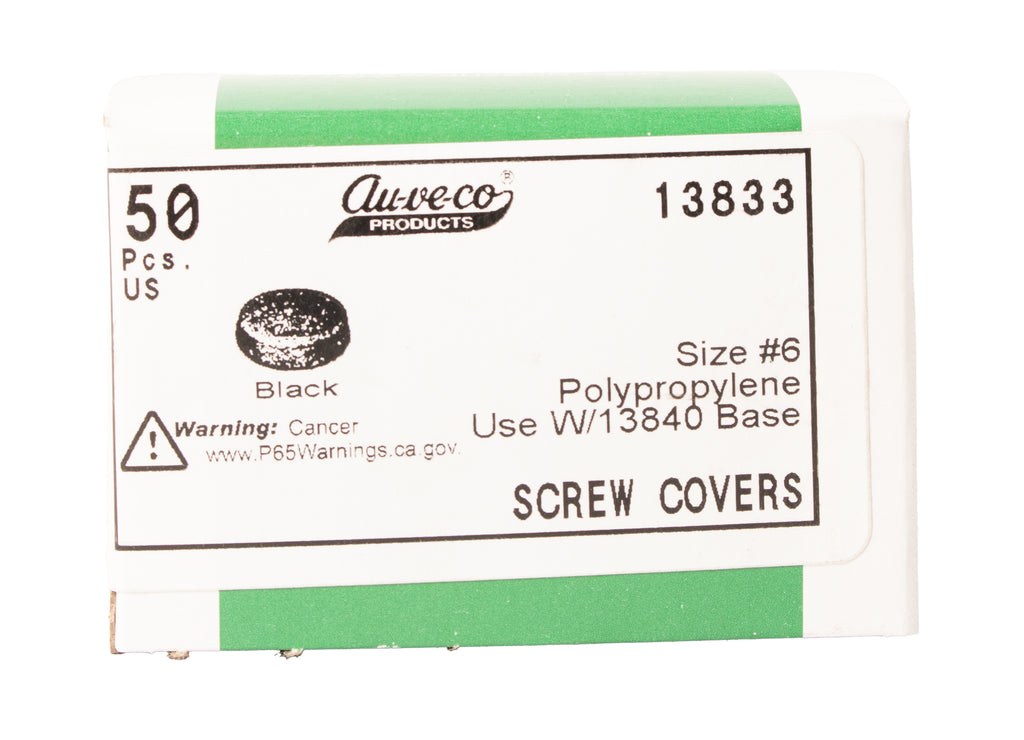 50
Pcs.
US
au-ve-co®
PRODUCTS
13833
Black
Size #6
Polypropylene
Use W/13840 Base
Warning: Cancer
www.P65Warnings.ca.gov.
SCREW COVERS